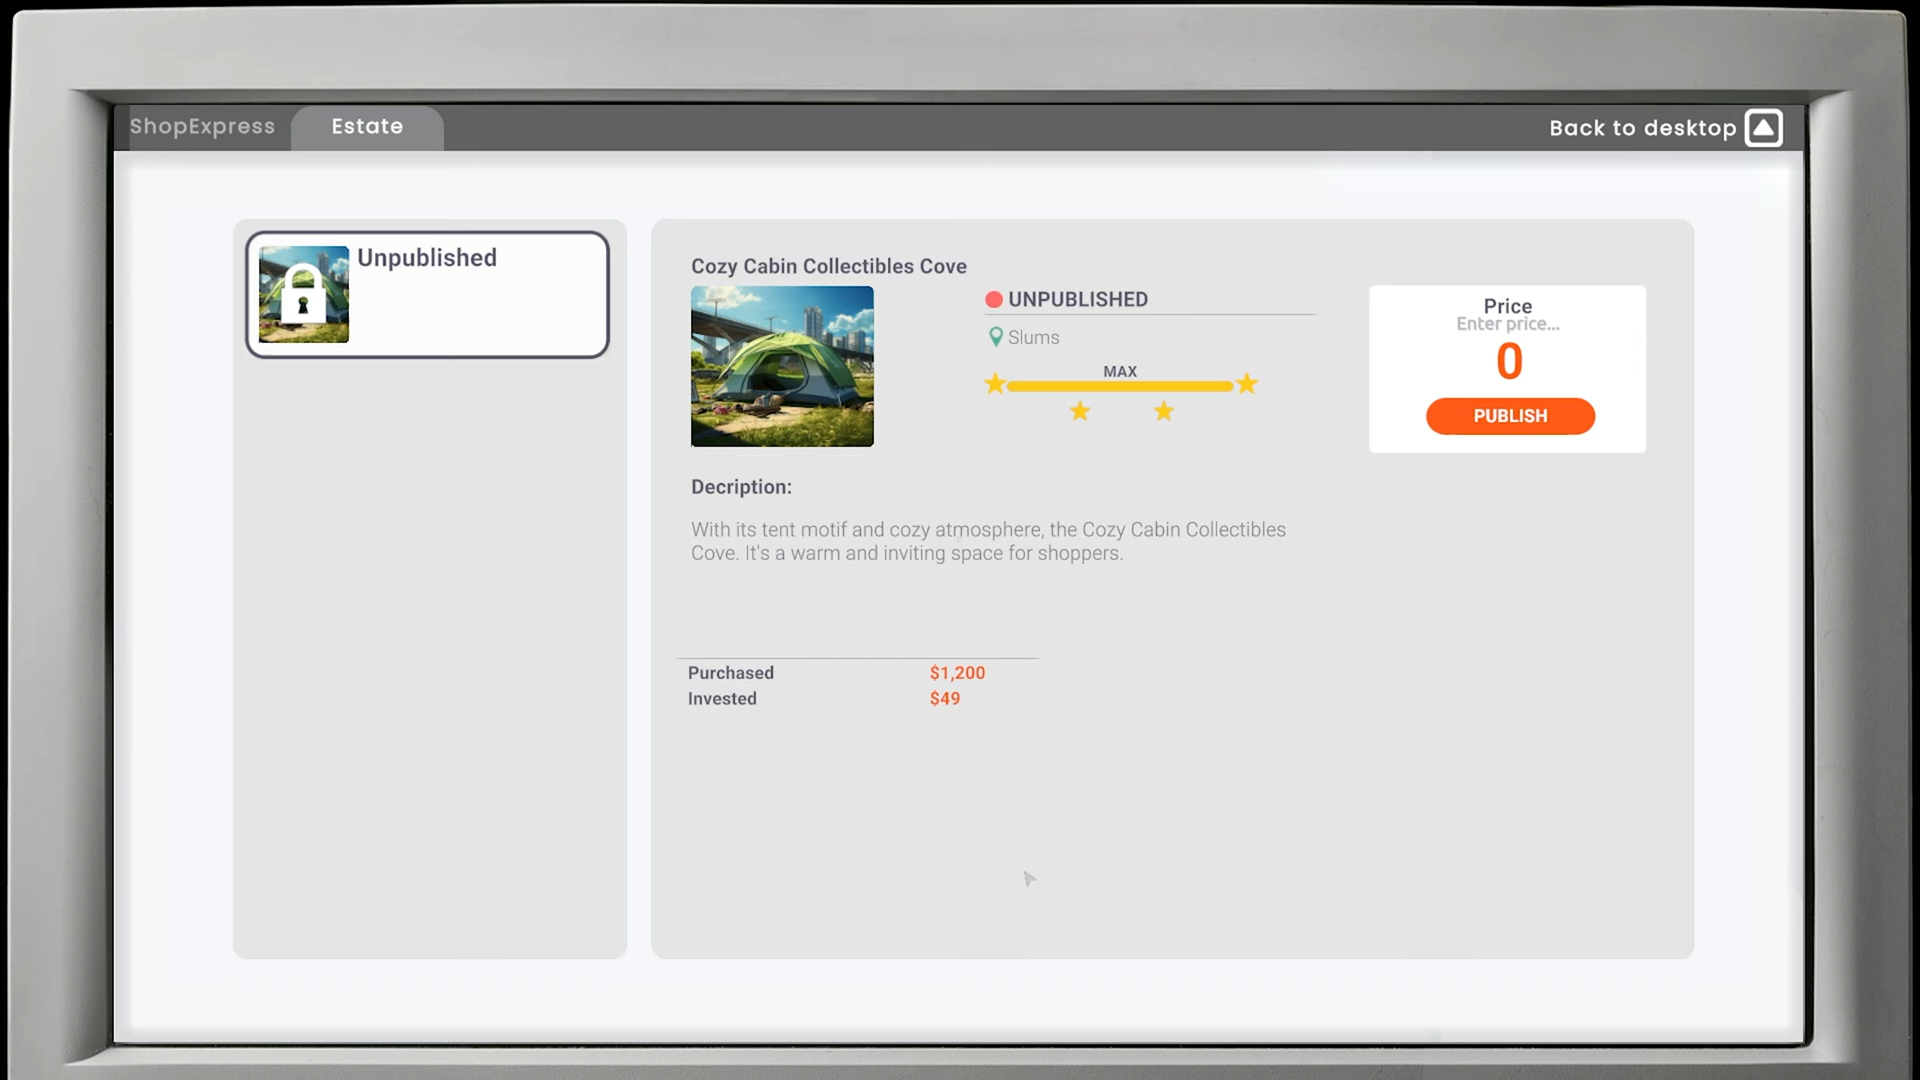 ShopExpress
Estate
Back to desktop
Unpublished
Cozy Cabin Collectibles Cove
UNPUBLISHED
Slums
MAX
Price
Enter price...
0
PUBLISH
Decription:
With its tent motif and cozy atmosphere, the Cozy Cabin Collectibles
Cove. It's a warm and inviting space for shoppers.
Purchased $1,200
Invested $49